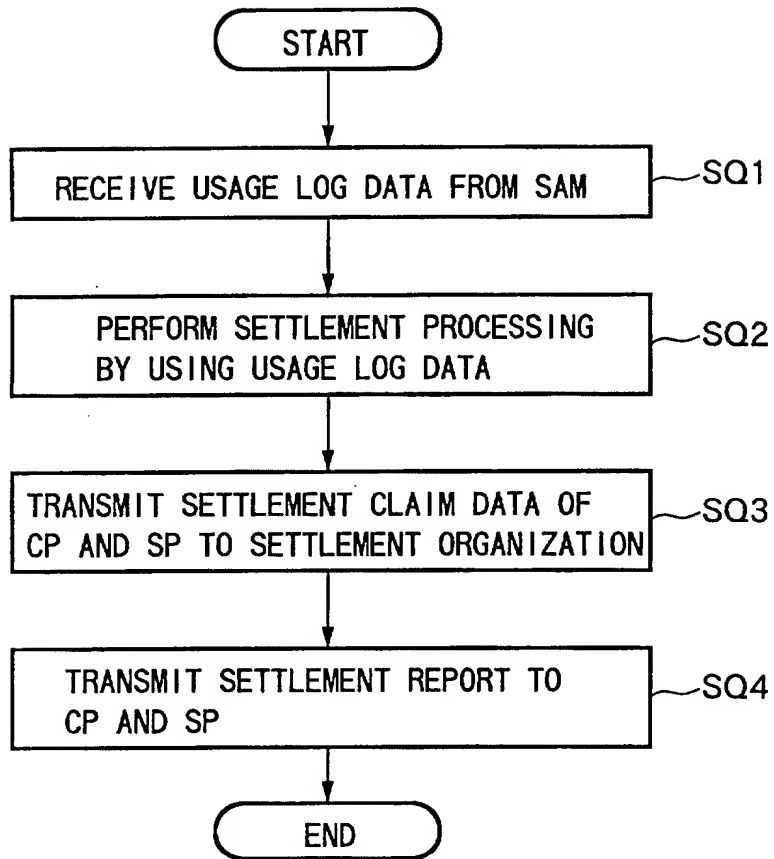 START
RECEIVE USAGE LOG DATA FROM SAM
SQ1
PERFORM SETTLEMENT PROCESSING
BY USING USAGE LOG DATA
SQ2
TRANSMIT SETTLEMENT CLAIM DATA OF
CP AND SP TO SETTLEMENT ORGANIZATION
SQ3
TRANSMIT SETTLEMENT REPORT TO
CP AND SP
SQ4
END